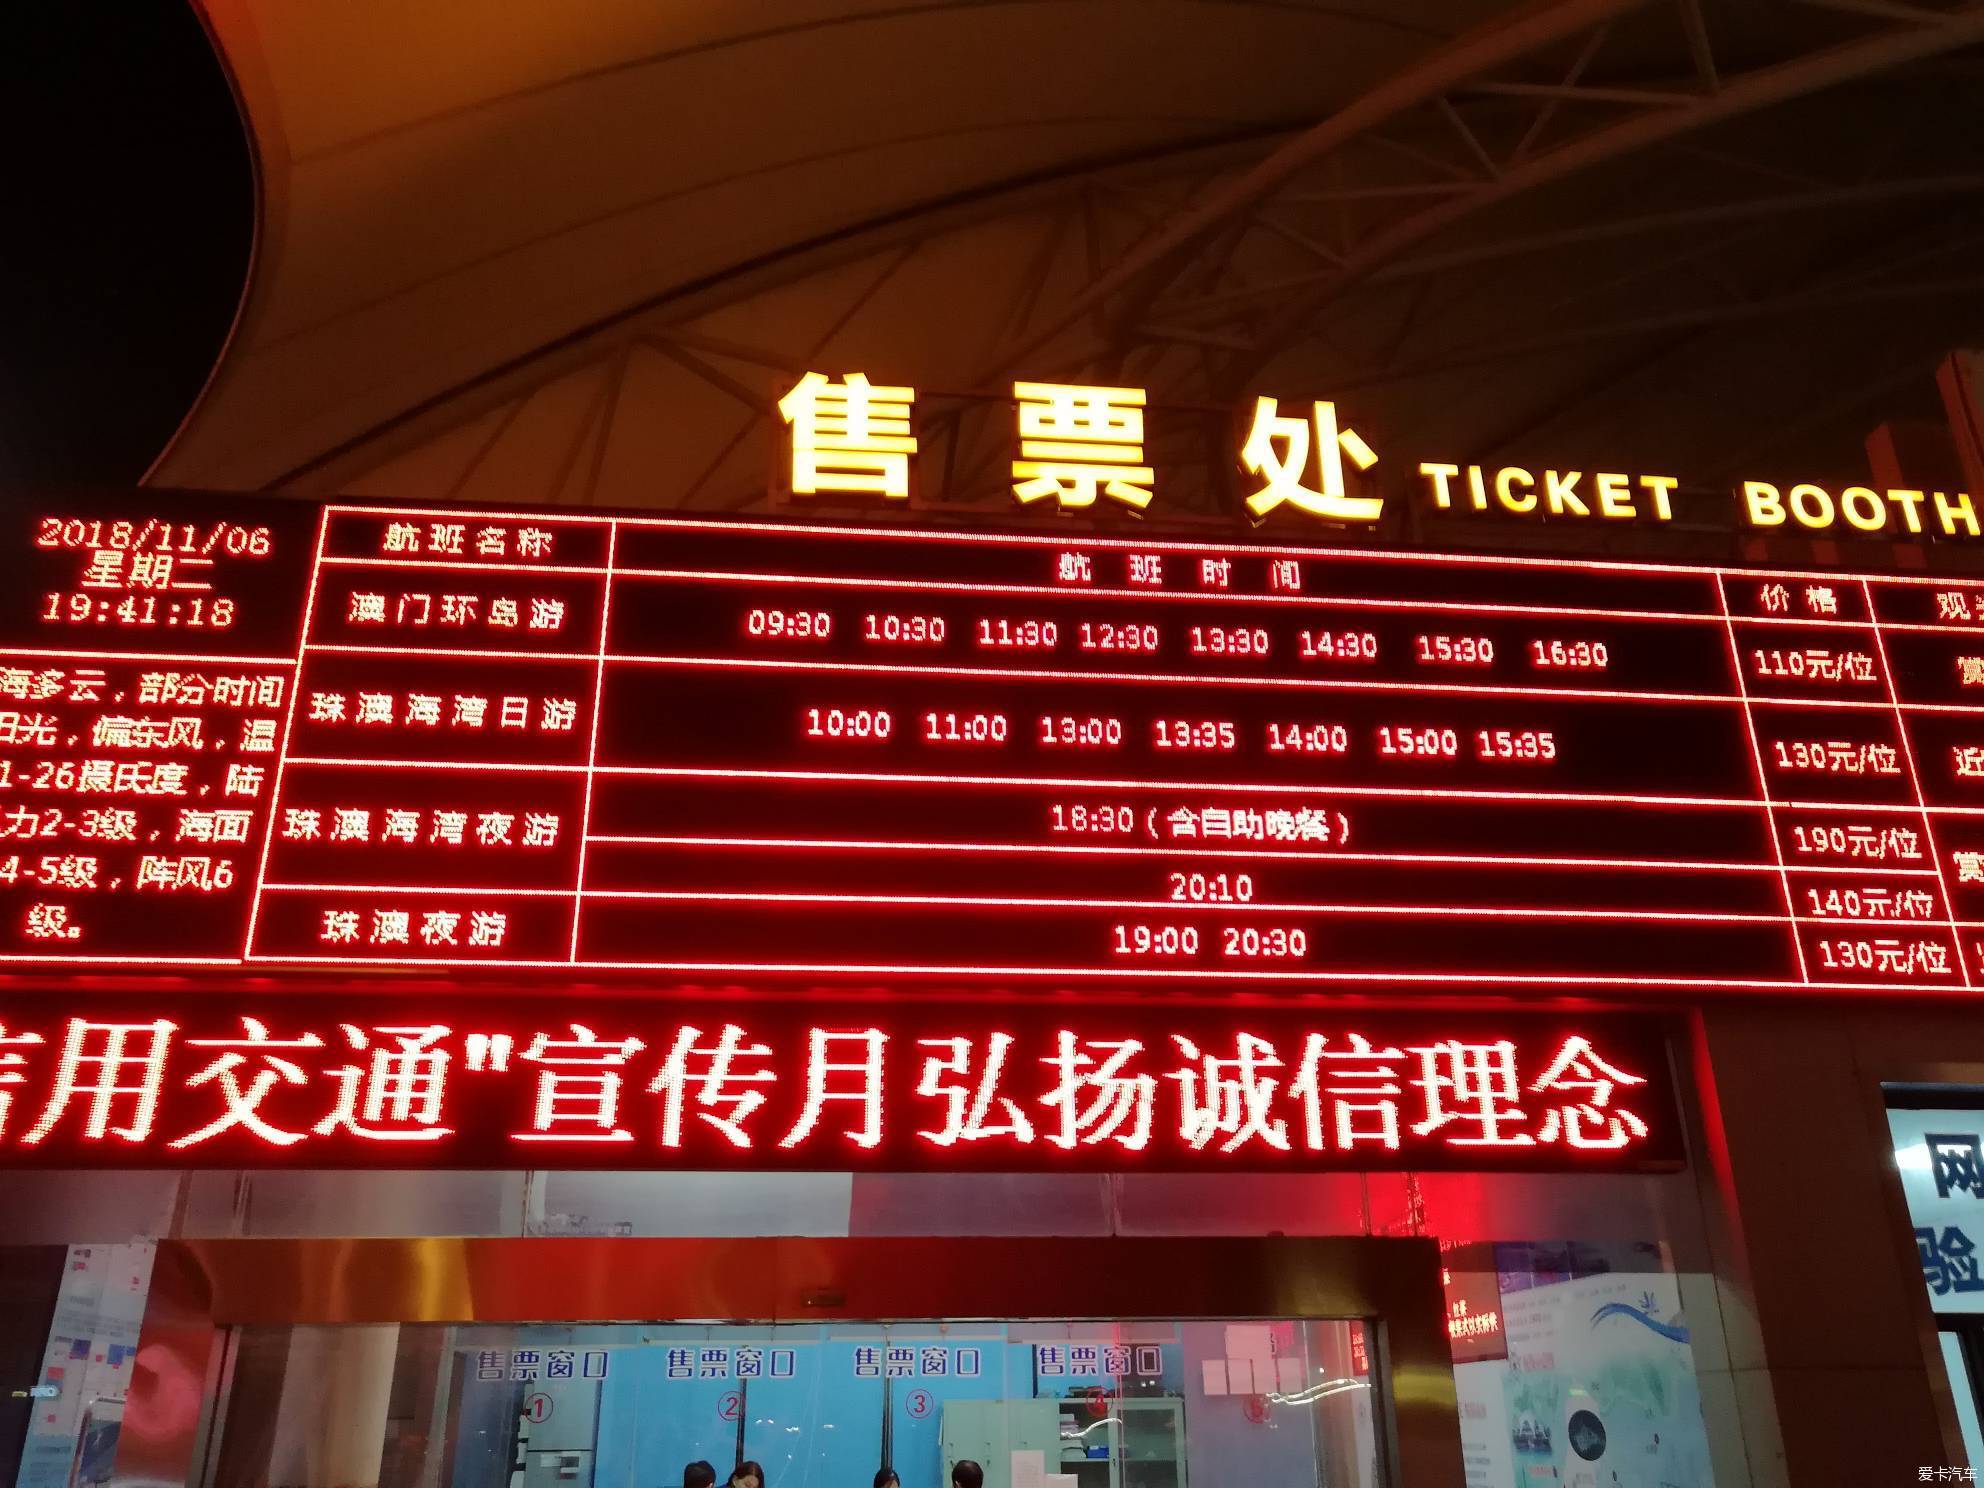 售票处 TICKET BOOTH
2018/11/06
星期二
19:41:18
海多云，部分时间
阳光，偏东风，温
1-26摄氏度，陆
力2-3级，海面
4-5级，阵风6
级。
航班名称 航班时间 价格 观
澳门环岛游 09:30 10:30 11:30 12:30 13:30 14:30 15:30 16:30 110元/位
珠澳海湾日游 10:00 11:00 13:00 13:35 14:00 15:00 15:35 130元/位 近
珠澳海湾夜游 18:30（含自助晚餐） 190元/位
20:10 140元/位
珠澳夜游 19:00 20:30 130元/位
信用交通"宣传月弘扬诚信理念
网
验
售票窗口 售票窗口 售票窗口 售票窗口
① ② ③ ④
爱卡汽车